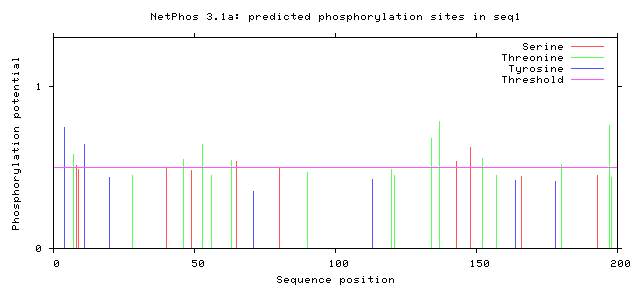 NetPhos 3.1a: predicted phosphorylation sites in seq1
Serine
Threonine
Tyrosine
Threshold
Phosphorylation potential
1
0
0
50
100
150
200
Sequence position